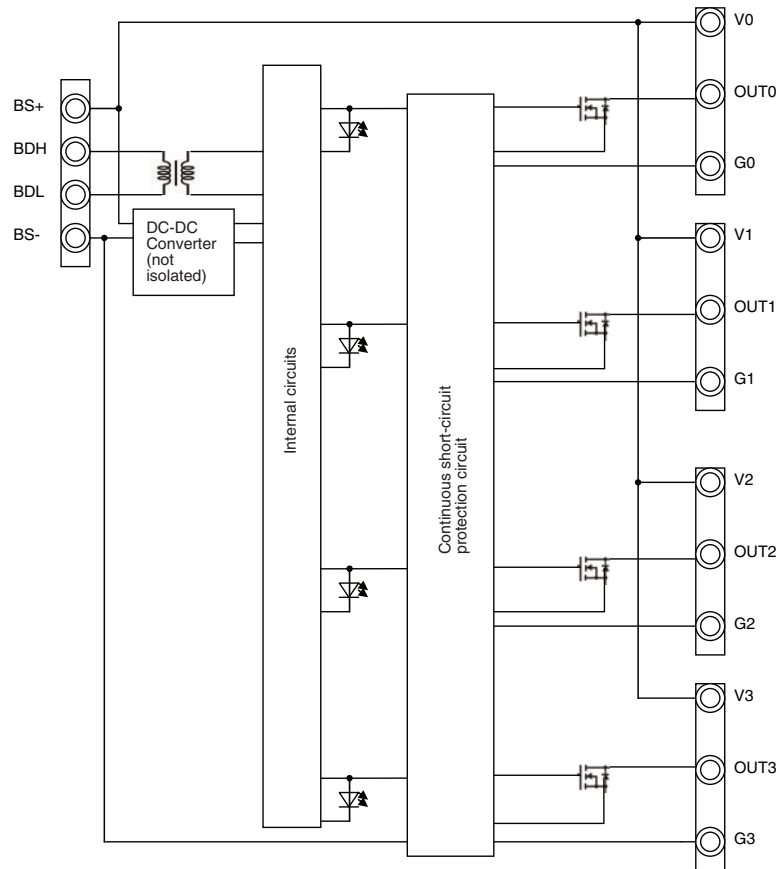 BS+
BDH
BDL
BS-
DC-DC
Converter
(not
isolated)
Internal circuits
Continuous short-circuit
protection circuit
V0
OUT0
G0
V1
OUT1
G1
V2
OUT2
G2
V3
OUT3
G3